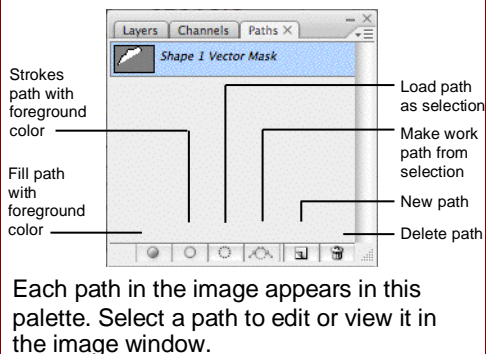 Layers Channels Paths ×
Shape 1 Vector Mask
Strokes
path with
foreground
color
Fill path
with
foreground
color
Load path
as selection
Make work
path from
selection
New path
Delete path
Each path in the image appears in this
palette. Select a path to edit or view it in
the image window.